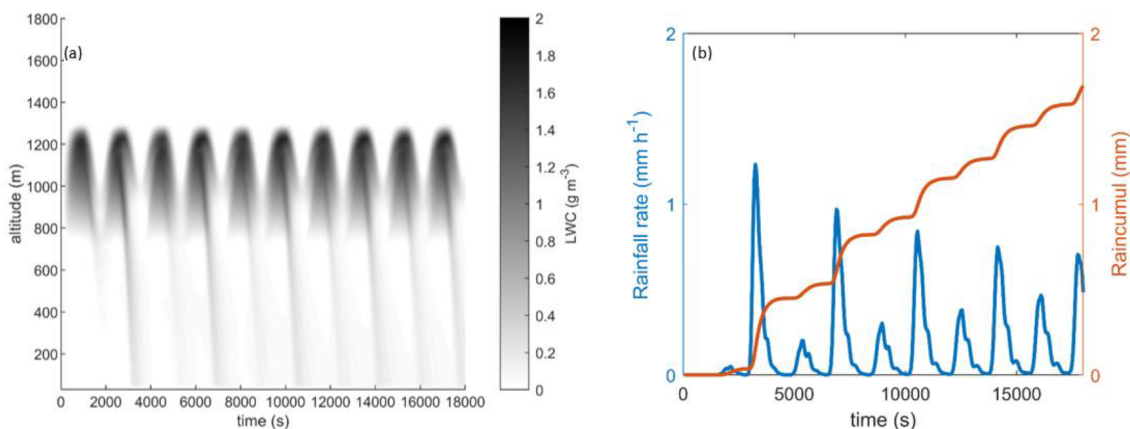 (a)
1800
1600
1400
1200
1000
800
600
400
200
altitude (m)
0 2000 4000 6000 8000 10000 12000 14000 16000 18000
time (s)
2
1.8
1.6
1.4
1.2
1
0.8
0.6
0.4
0.2
0
LWC (g m-3)
(b)
2
1
0
Rainfall rate (mm h-1)
0 5000 10000 15000
time (s)
2
1
0
Raincumul (mm)